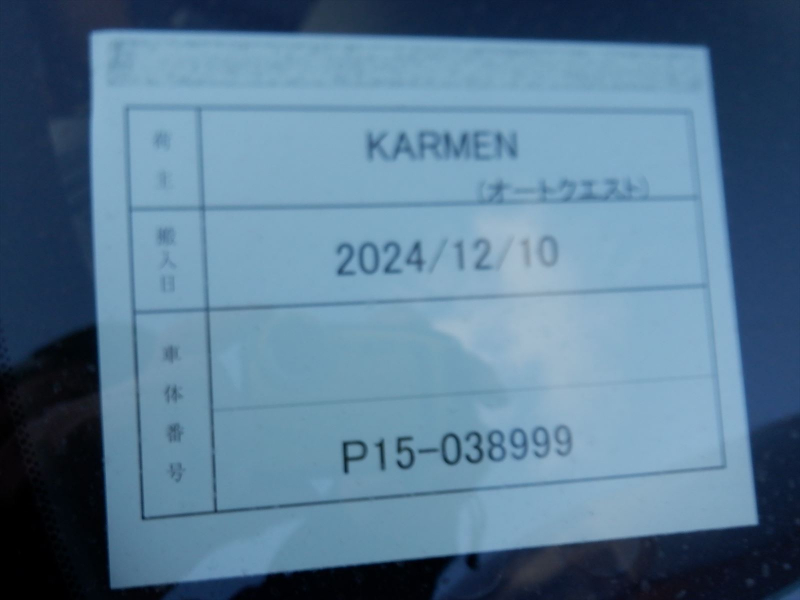 荷主
KARMEN
(オートクエスト)
搬入日
2024/12/10
車体番号
P15-038999